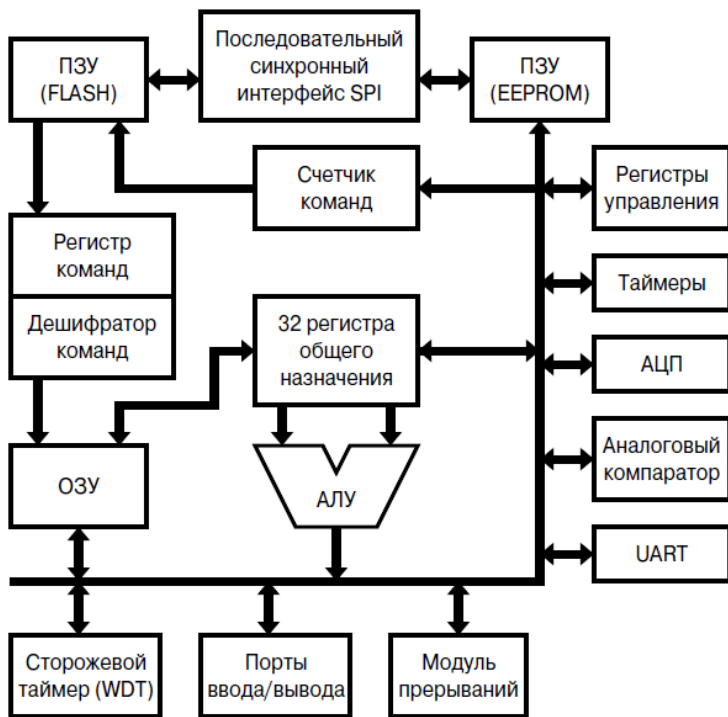 ПЗУ
(FLASH)
Последовательный
синхронный
интерфейс SPI
ПЗУ
(EEPROM)
Счетчик
команд
Регистры
управления
Регистр
команд
Дешифратор
команд
32 регистра
общего
назначения
Таймеры
АЦП
Аналоговый
компаратор
ОЗУ
АЛУ
UART
Сторожевой
таймер (WDT)
Порты
ввода/вывода
Модуль
прерываний